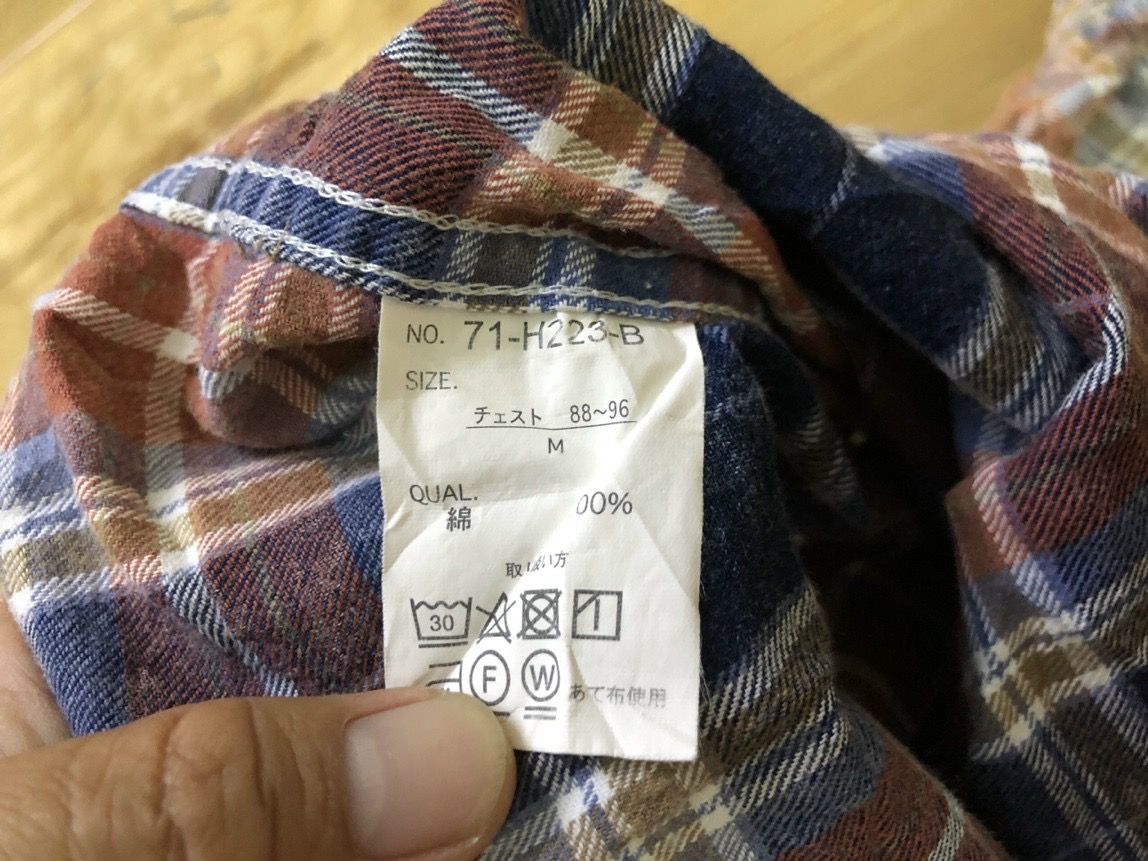 NO. 71-H223-B
SIZE.
チェスト 88~96
M
QUAL.
綿 00%
取扱い方
30
F W あて布使用